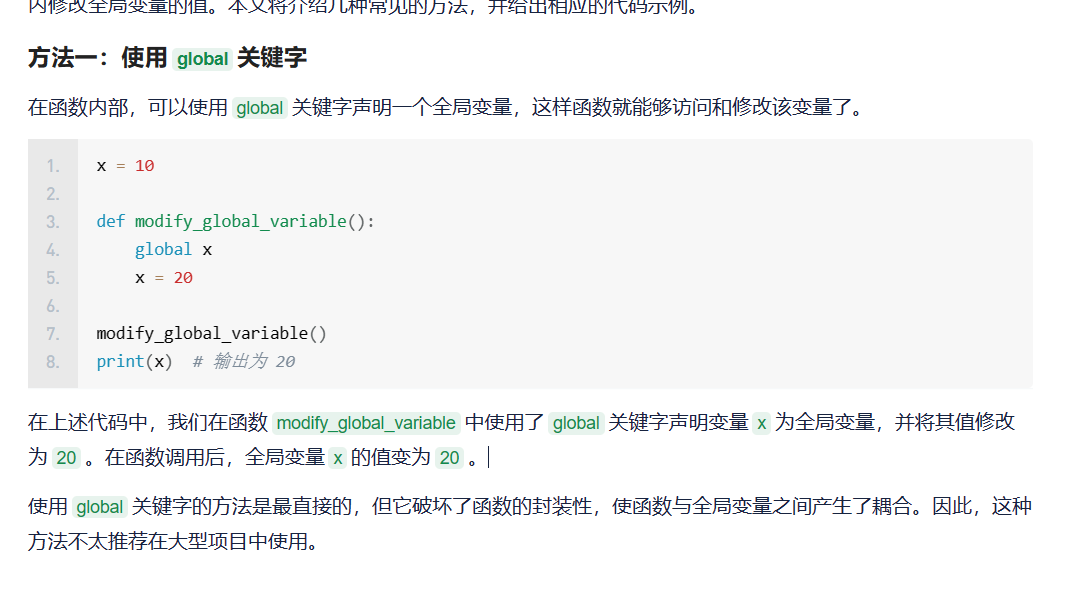 内修改全局变量的值。本文将介绍几种常见的方法，并给出相应的代码示例。
方法一：使用 global 关键字
在函数内部，可以使用 global 关键字声明一个全局变量，这样函数就能够访问和修改该变量了。
1. x = 10
2.
3. def modify_global_variable():
4.     global x
5.     x = 20
6.
7. modify_global_variable()
8. print(x)  # 输出为 20
在上述代码中，我们在函数 modify_global_variable 中使用了 global 关键字声明变量 x 为全局变量，并将其值修改
为 20 。在函数调用后，全局变量 x 的值变为 20 。
使用 global 关键字的方法是最直接的，但它破坏了函数的封装性，使函数与全局变量之间产生了耦合。因此，这种
方法不太推荐在大型项目中使用。